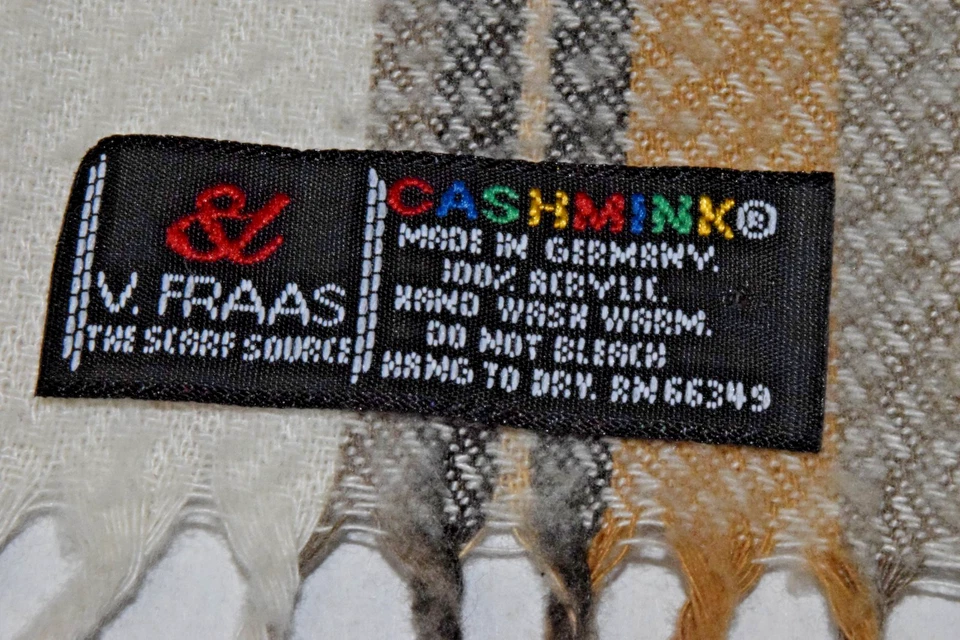 V. FRAAS
THE SCARF SOURCE
CASHMINK®
MADE IN GERMANY.
100% ACRYLIC.
HAND WASH WARM.
DO NOT BLEACH
HANG TO DRY. RN66349